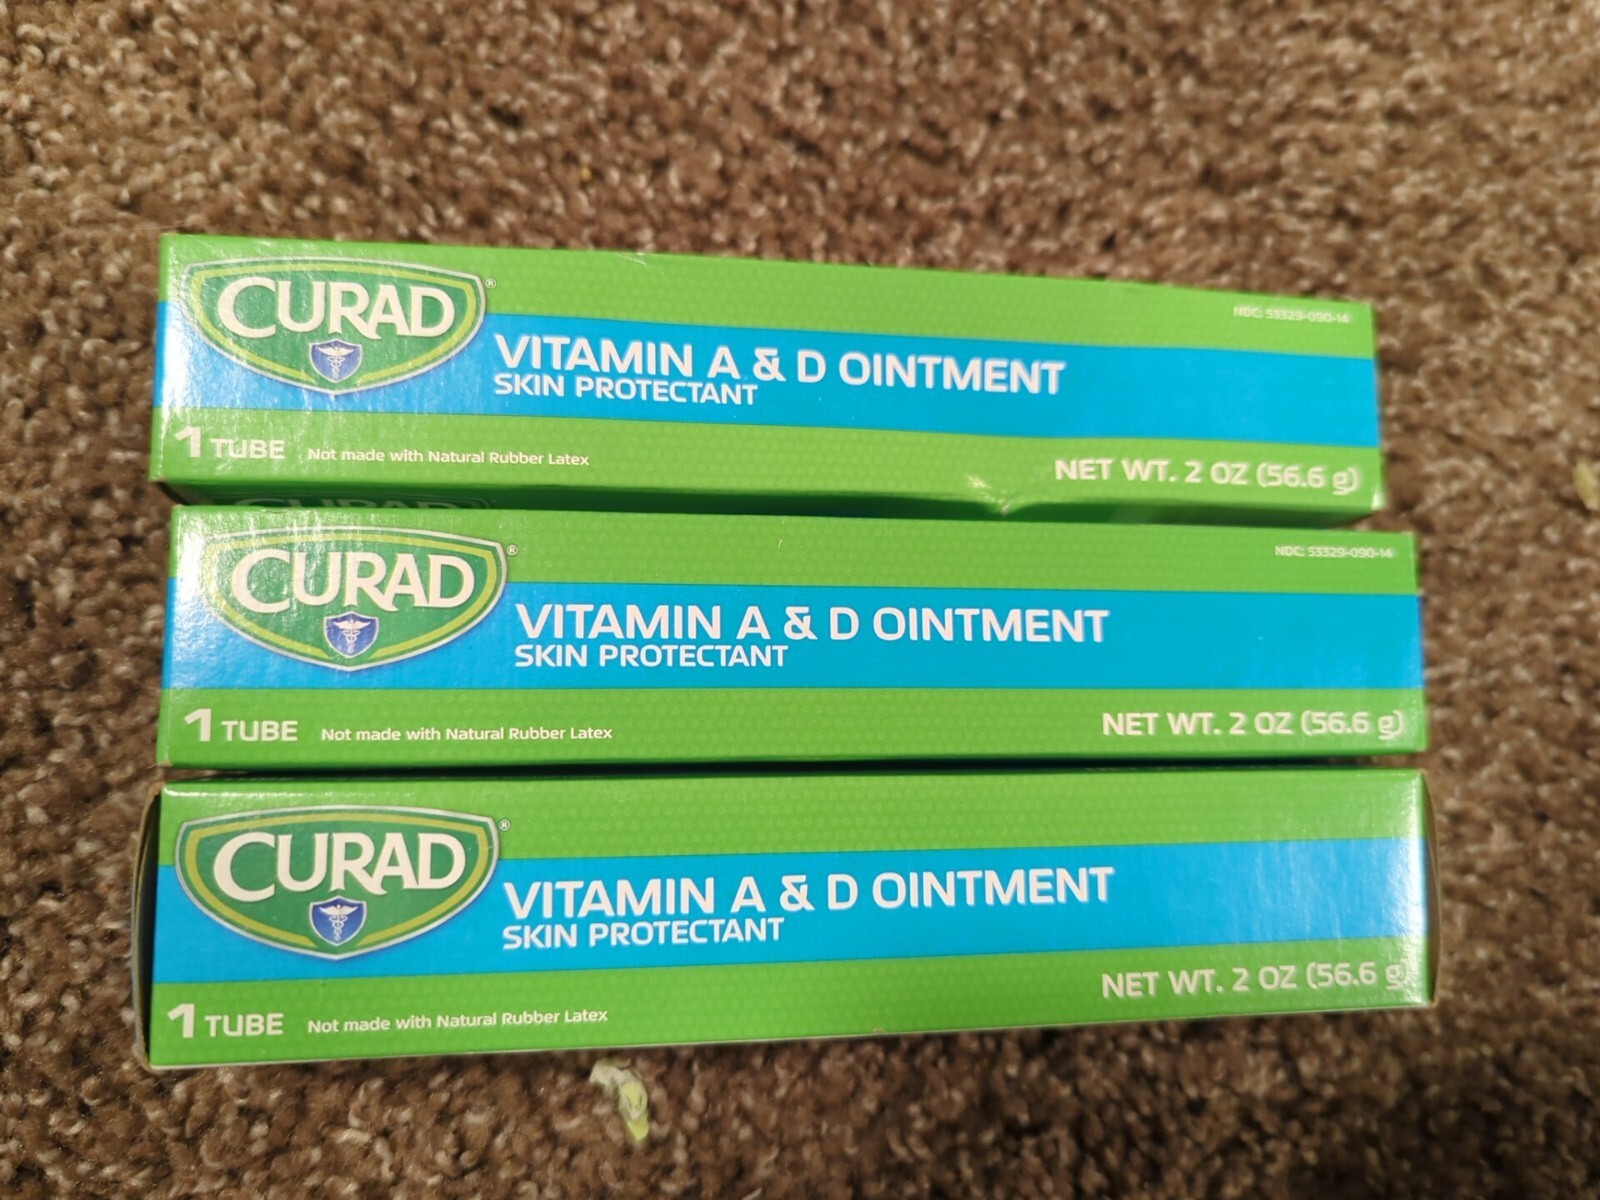 CURAD®
NDC: 53329-090-14
VITAMIN A & D OINTMENT
SKIN PROTECTANT
1 TUBE Not made with Natural Rubber Latex
NET WT. 2 OZ (56.6 g)
CURAD
CURAD®
NDC: 53329-090-14
VITAMIN A & D OINTMENT
SKIN PROTECTANT
1 TUBE Not made with Natural Rubber Latex
NET WT. 2 OZ (56.6 g)
CURAD®
VITAMIN A & D OINTMENT
SKIN PROTECTANT
1 TUBE Not made with Natural Rubber Latex
NET WT. 2 OZ (56.6 g)